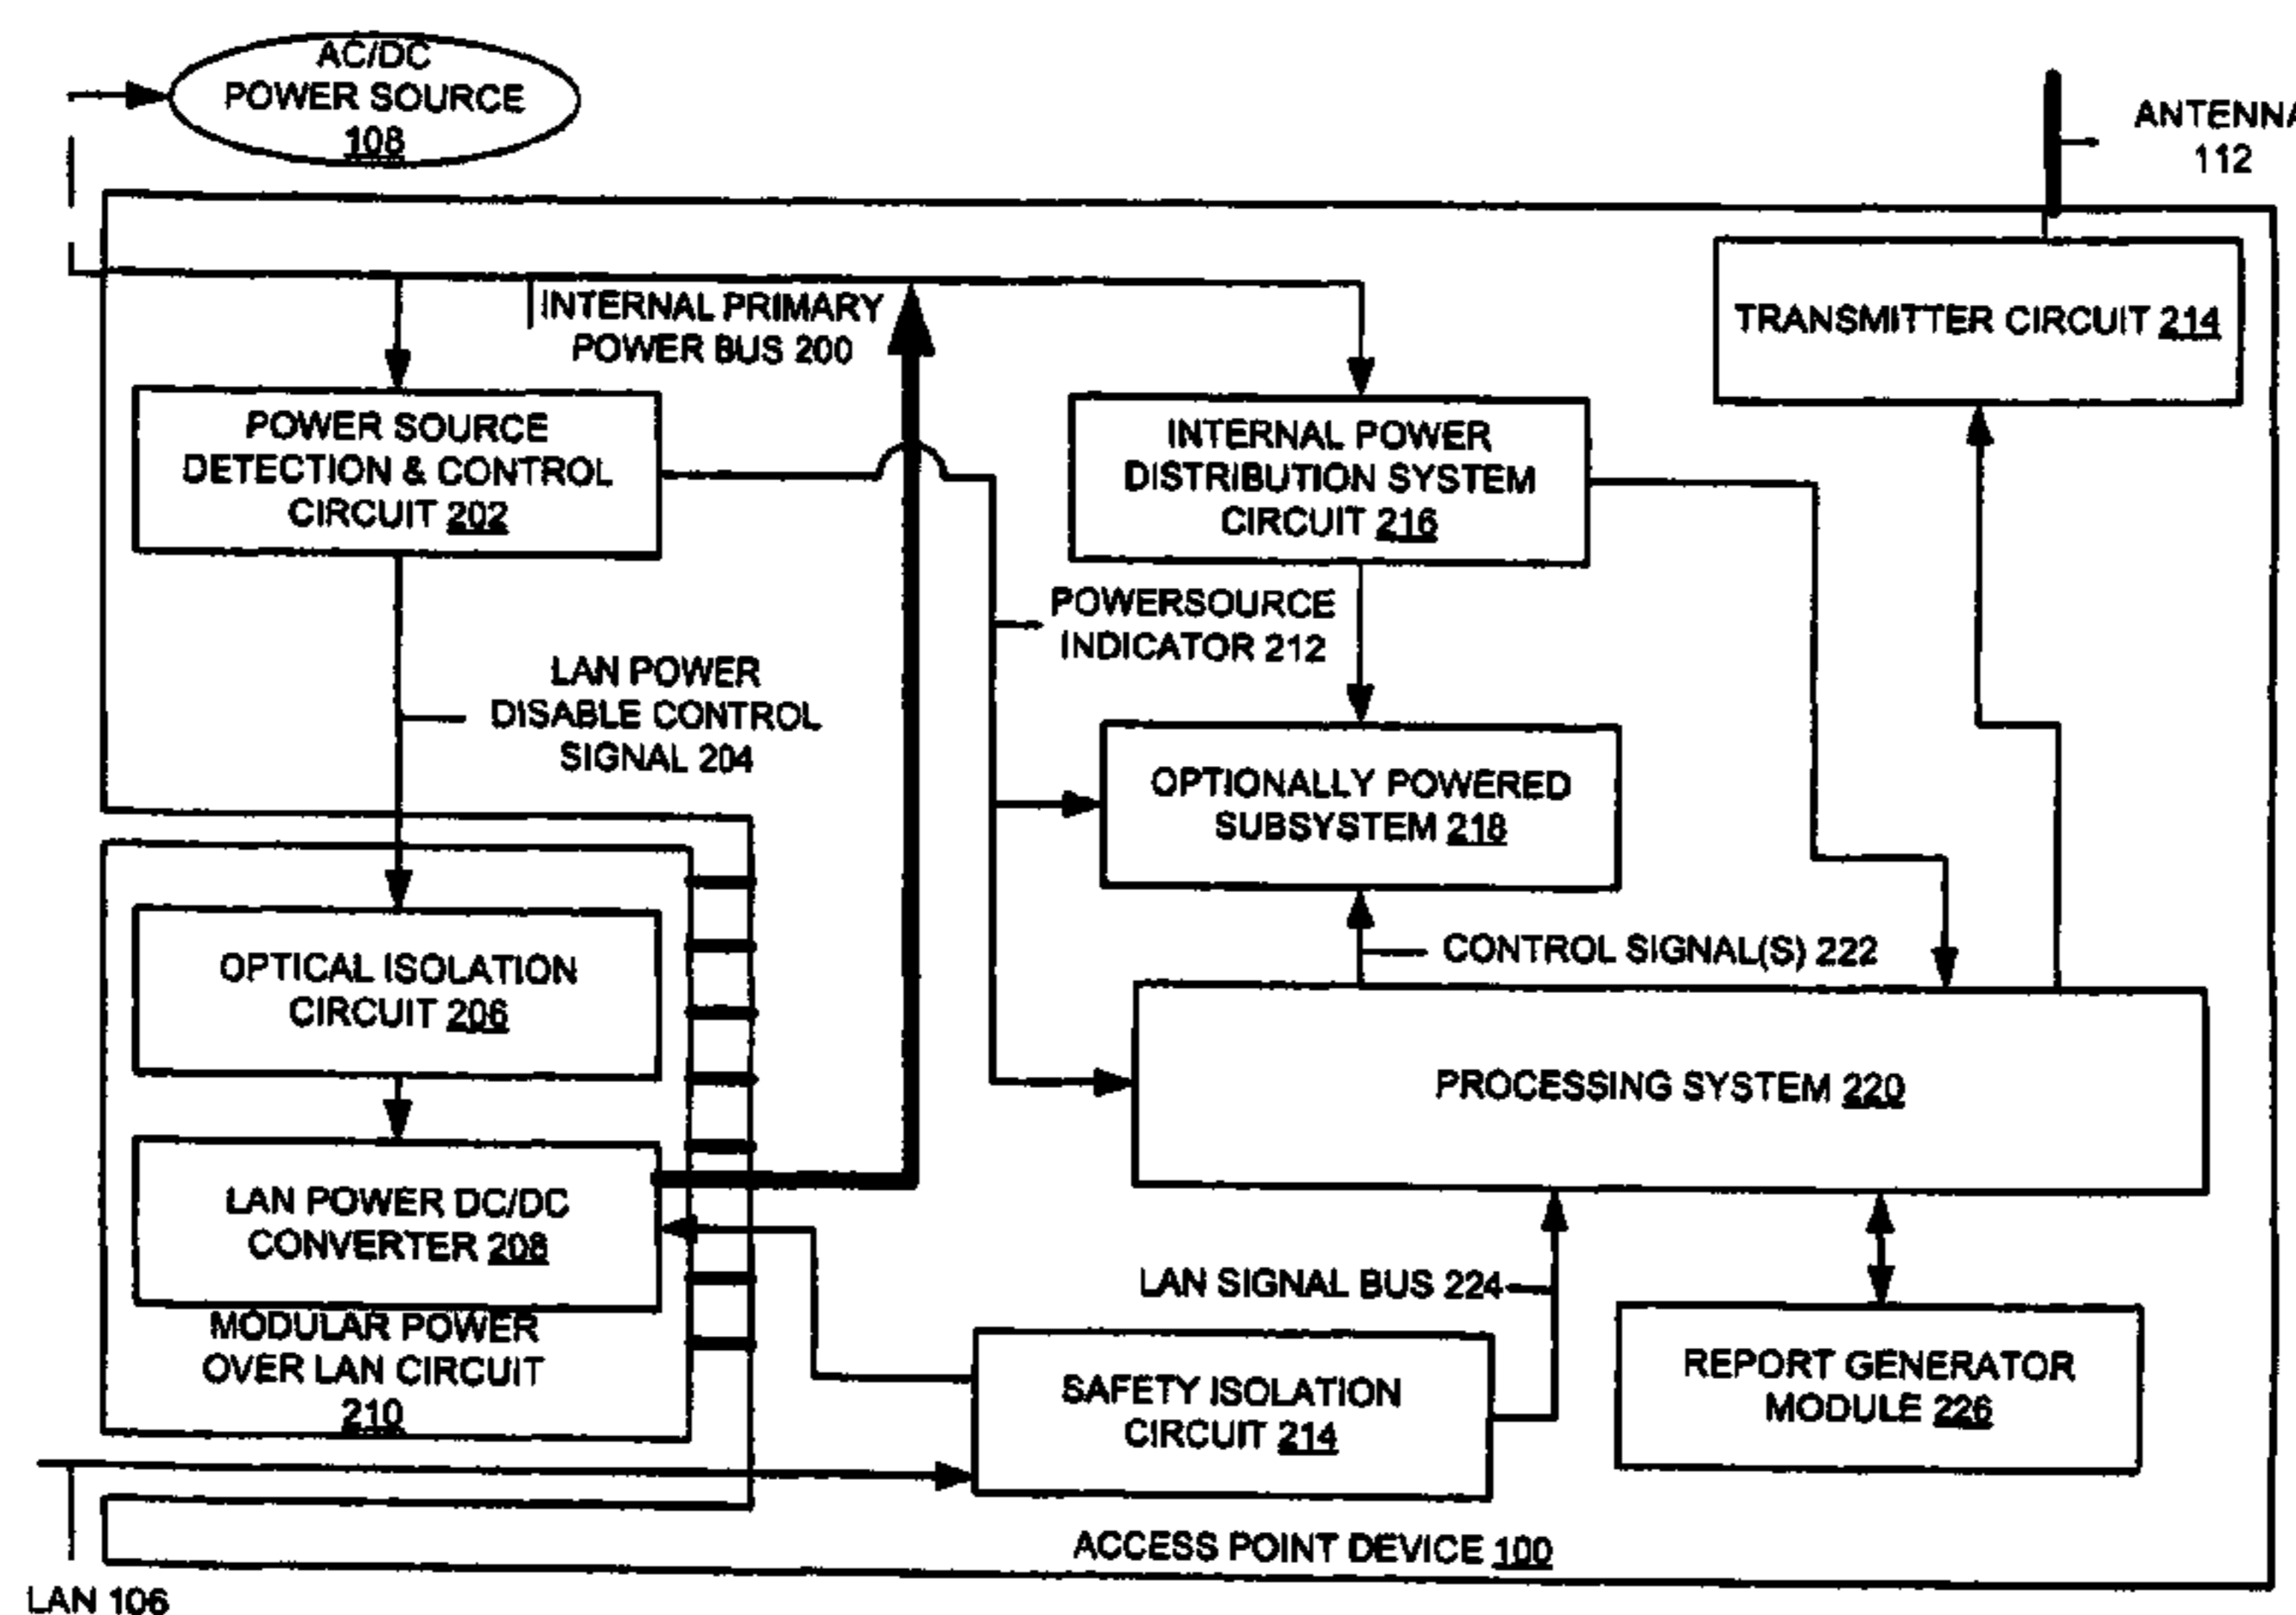 AC/DC
POWER SOURCE
108
ANTENNA
112
INTERNAL PRIMARY
POWER BUS 200
TRANSMITTER CIRCUIT 214
POWER SOURCE
DETECTION & CONTROL
CIRCUIT 202
INTERNAL POWER
DISTRIBUTION SYSTEM
CIRCUIT 216
POWERSOURCE
INDICATOR 212
LAN POWER
DISABLE CONTROL
SIGNAL 204
OPTIONALLY POWERED
SUBSYSTEM 218
OPTICAL ISOLATION
CIRCUIT 206
CONTROL SIGNAL(S) 222
PROCESSING SYSTEM 220
LAN POWER DC/DC
CONVERTER 208
MODULAR POWER
OVER LAN CIRCUIT
210
LAN SIGNAL BUS 224
SAFETY ISOLATION
CIRCUIT 214
REPORT GENERATOR
MODULE 226
ACCESS POINT DEVICE 100
LAN 106